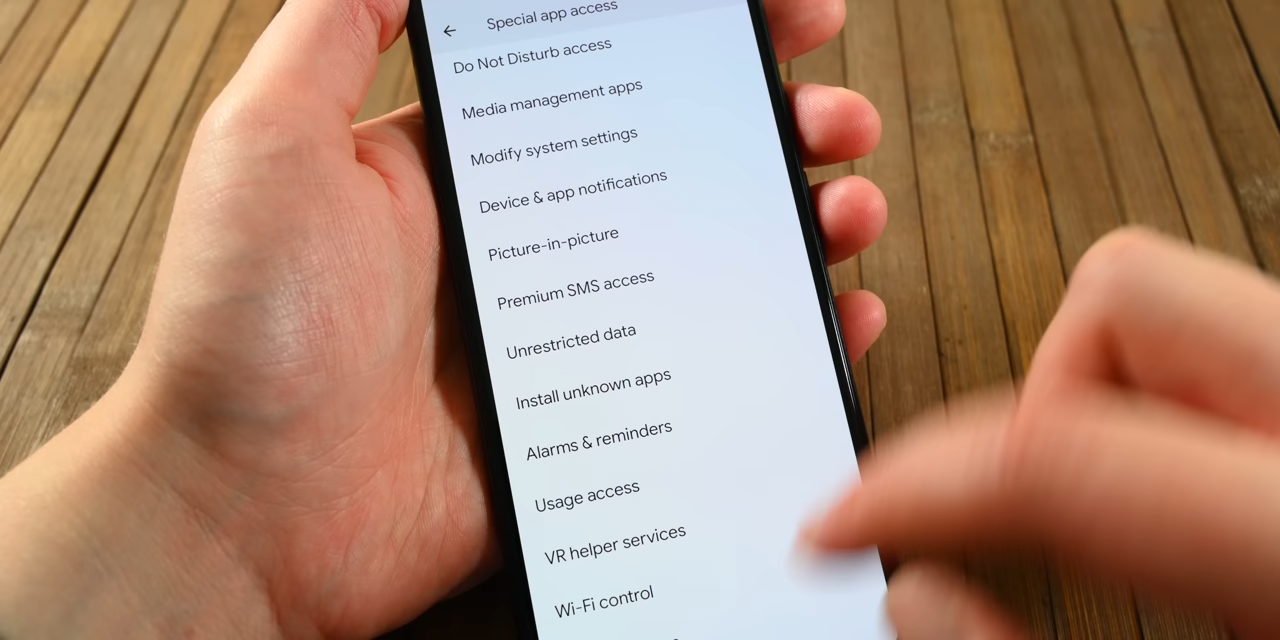 Special app access
Do Not Disturb access
Media management apps
Modify system settings
Device & app notifications
Picture-in-picture
Premium SMS access
Unrestricted data
Install unknown apps
Alarms & reminders
Usage access
VR helper services
Wi-Fi control